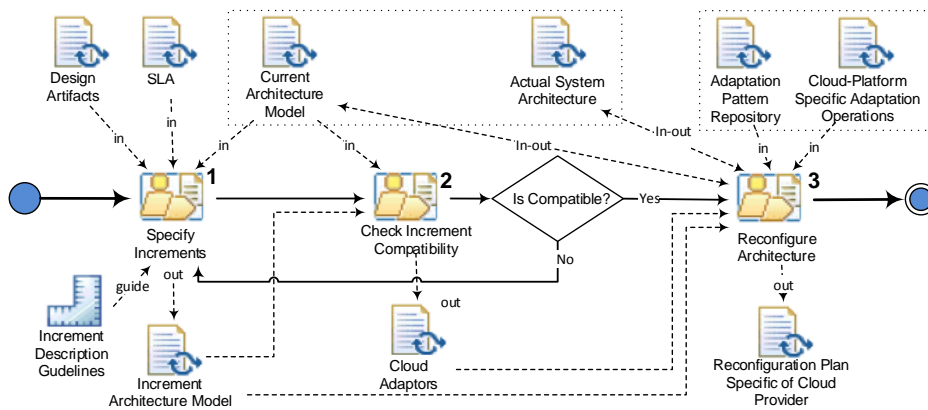 Design
Artifacts
SLA
Current
Architecture
Model
Actual System
Architecture
Adaptation
Pattern
Repository
Cloud-Platform
Specific Adaptation
Operations
in
in
in
in
In-out
In-out
in
in
1
2
3
Is Compatible?
Yes
No
Specify
Increments
Check Increment
Compatibility
Reconfigure
Architecture
guide
out
out
out
Increment
Description
Gudelines
Increment
Architecture Model
Cloud
Adaptors
Reconfiguration Plan
Specific of Cloud
Provider